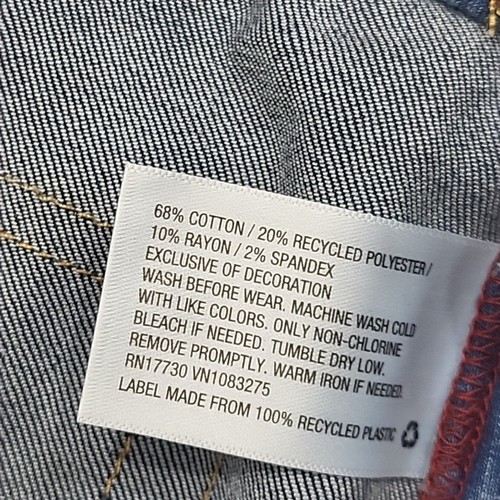 68% COTTON / 20% RECYCLED POLYESTER /
10% RAYON / 2% SPANDEX
EXCLUSIVE OF DECORATION
WASH BEFORE WEAR. MACHINE WASH COLD
WITH LIKE COLORS. ONLY NON-CHLORINE
BLEACH IF NEEDED. TUMBLE DRY LOW.
REMOVE PROMPTLY. WARM IRON IF NEEDED.
RN17730 VN1083275
LABEL MADE FROM 100% RECYCLED PLASTIC